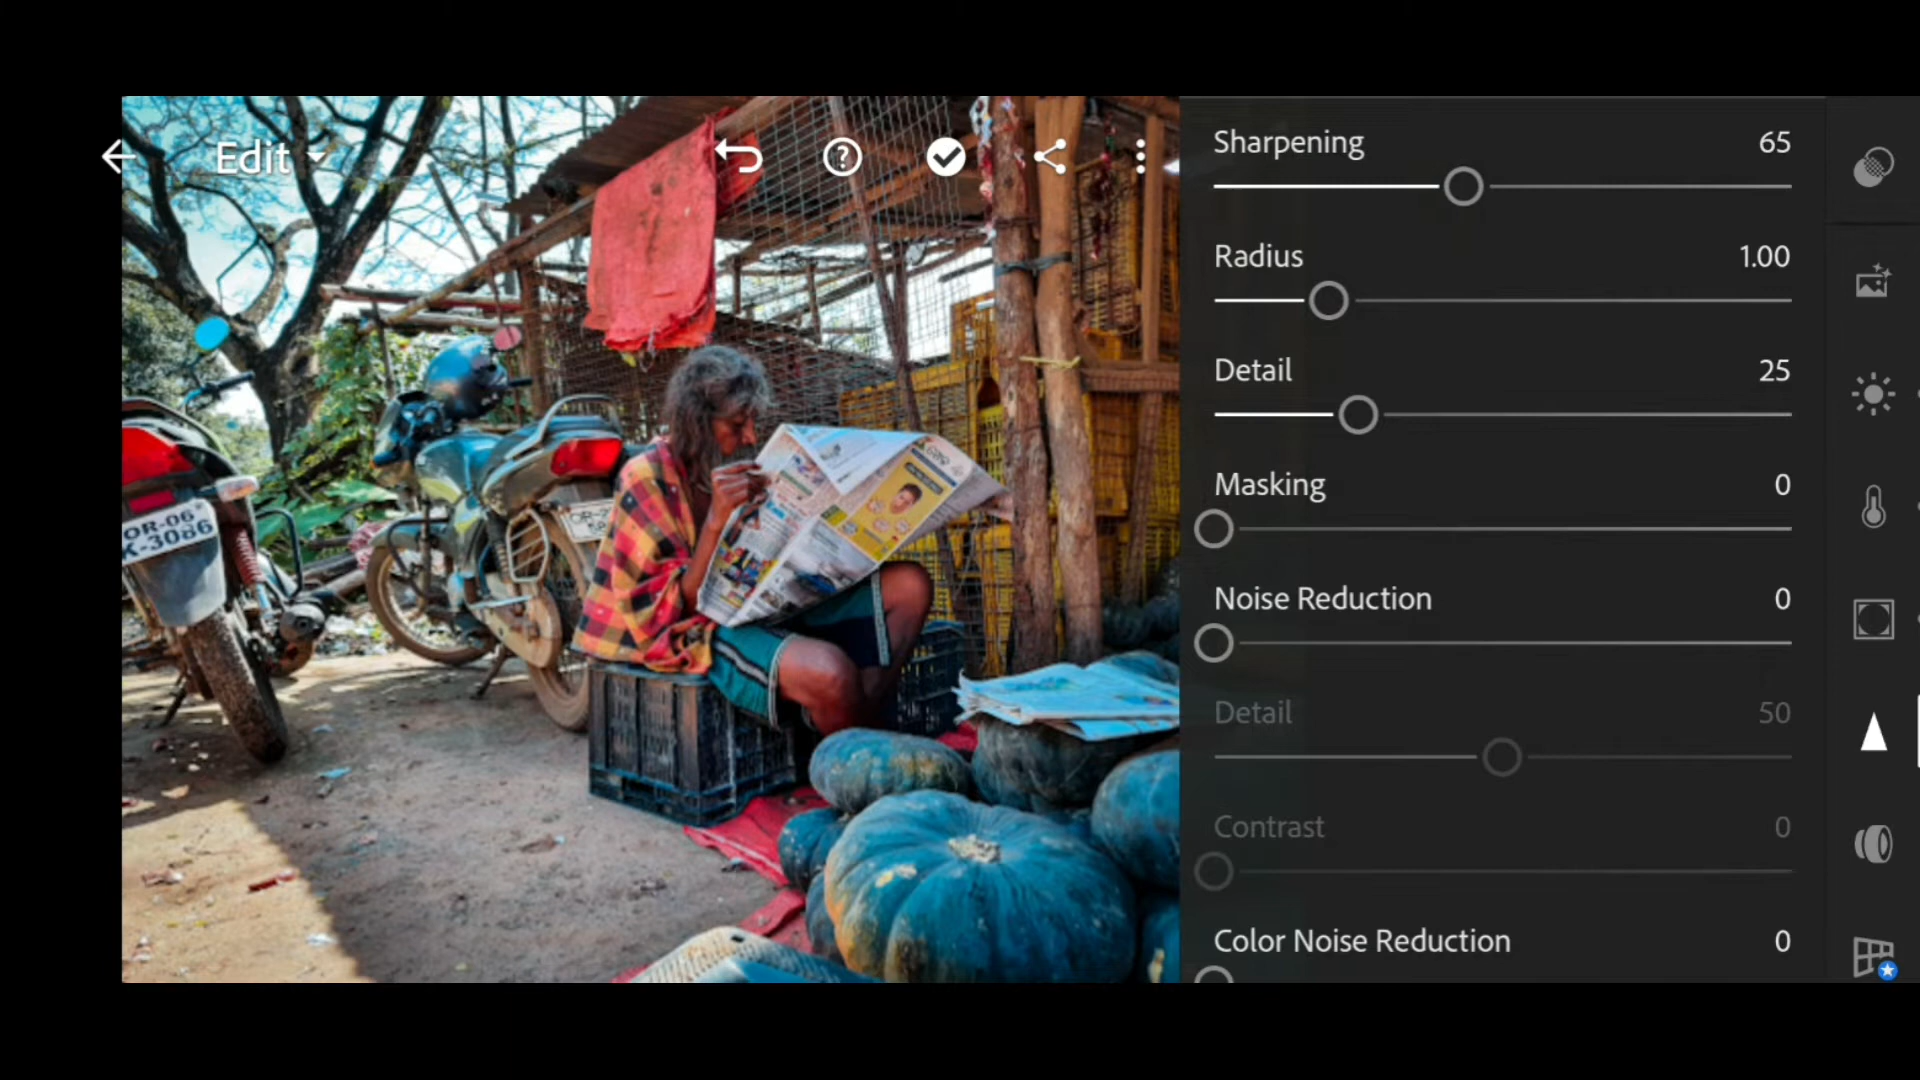 Edit
Sharpening 65
Radius 1.00
Detail 25
Masking 0
Noise Reduction 0
Detail 50
Contrast 0
Color Noise Reduction 0
OR-06
K-3086